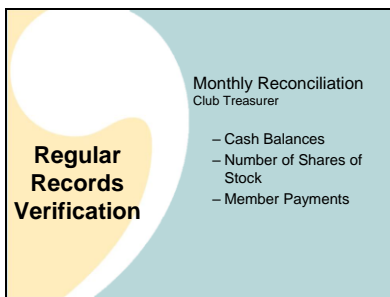 Monthly Reconciliation
Club Treasurer
– Cash Balances
– Number of Shares of
Stock
– Member Payments
Regular
Records
Verification